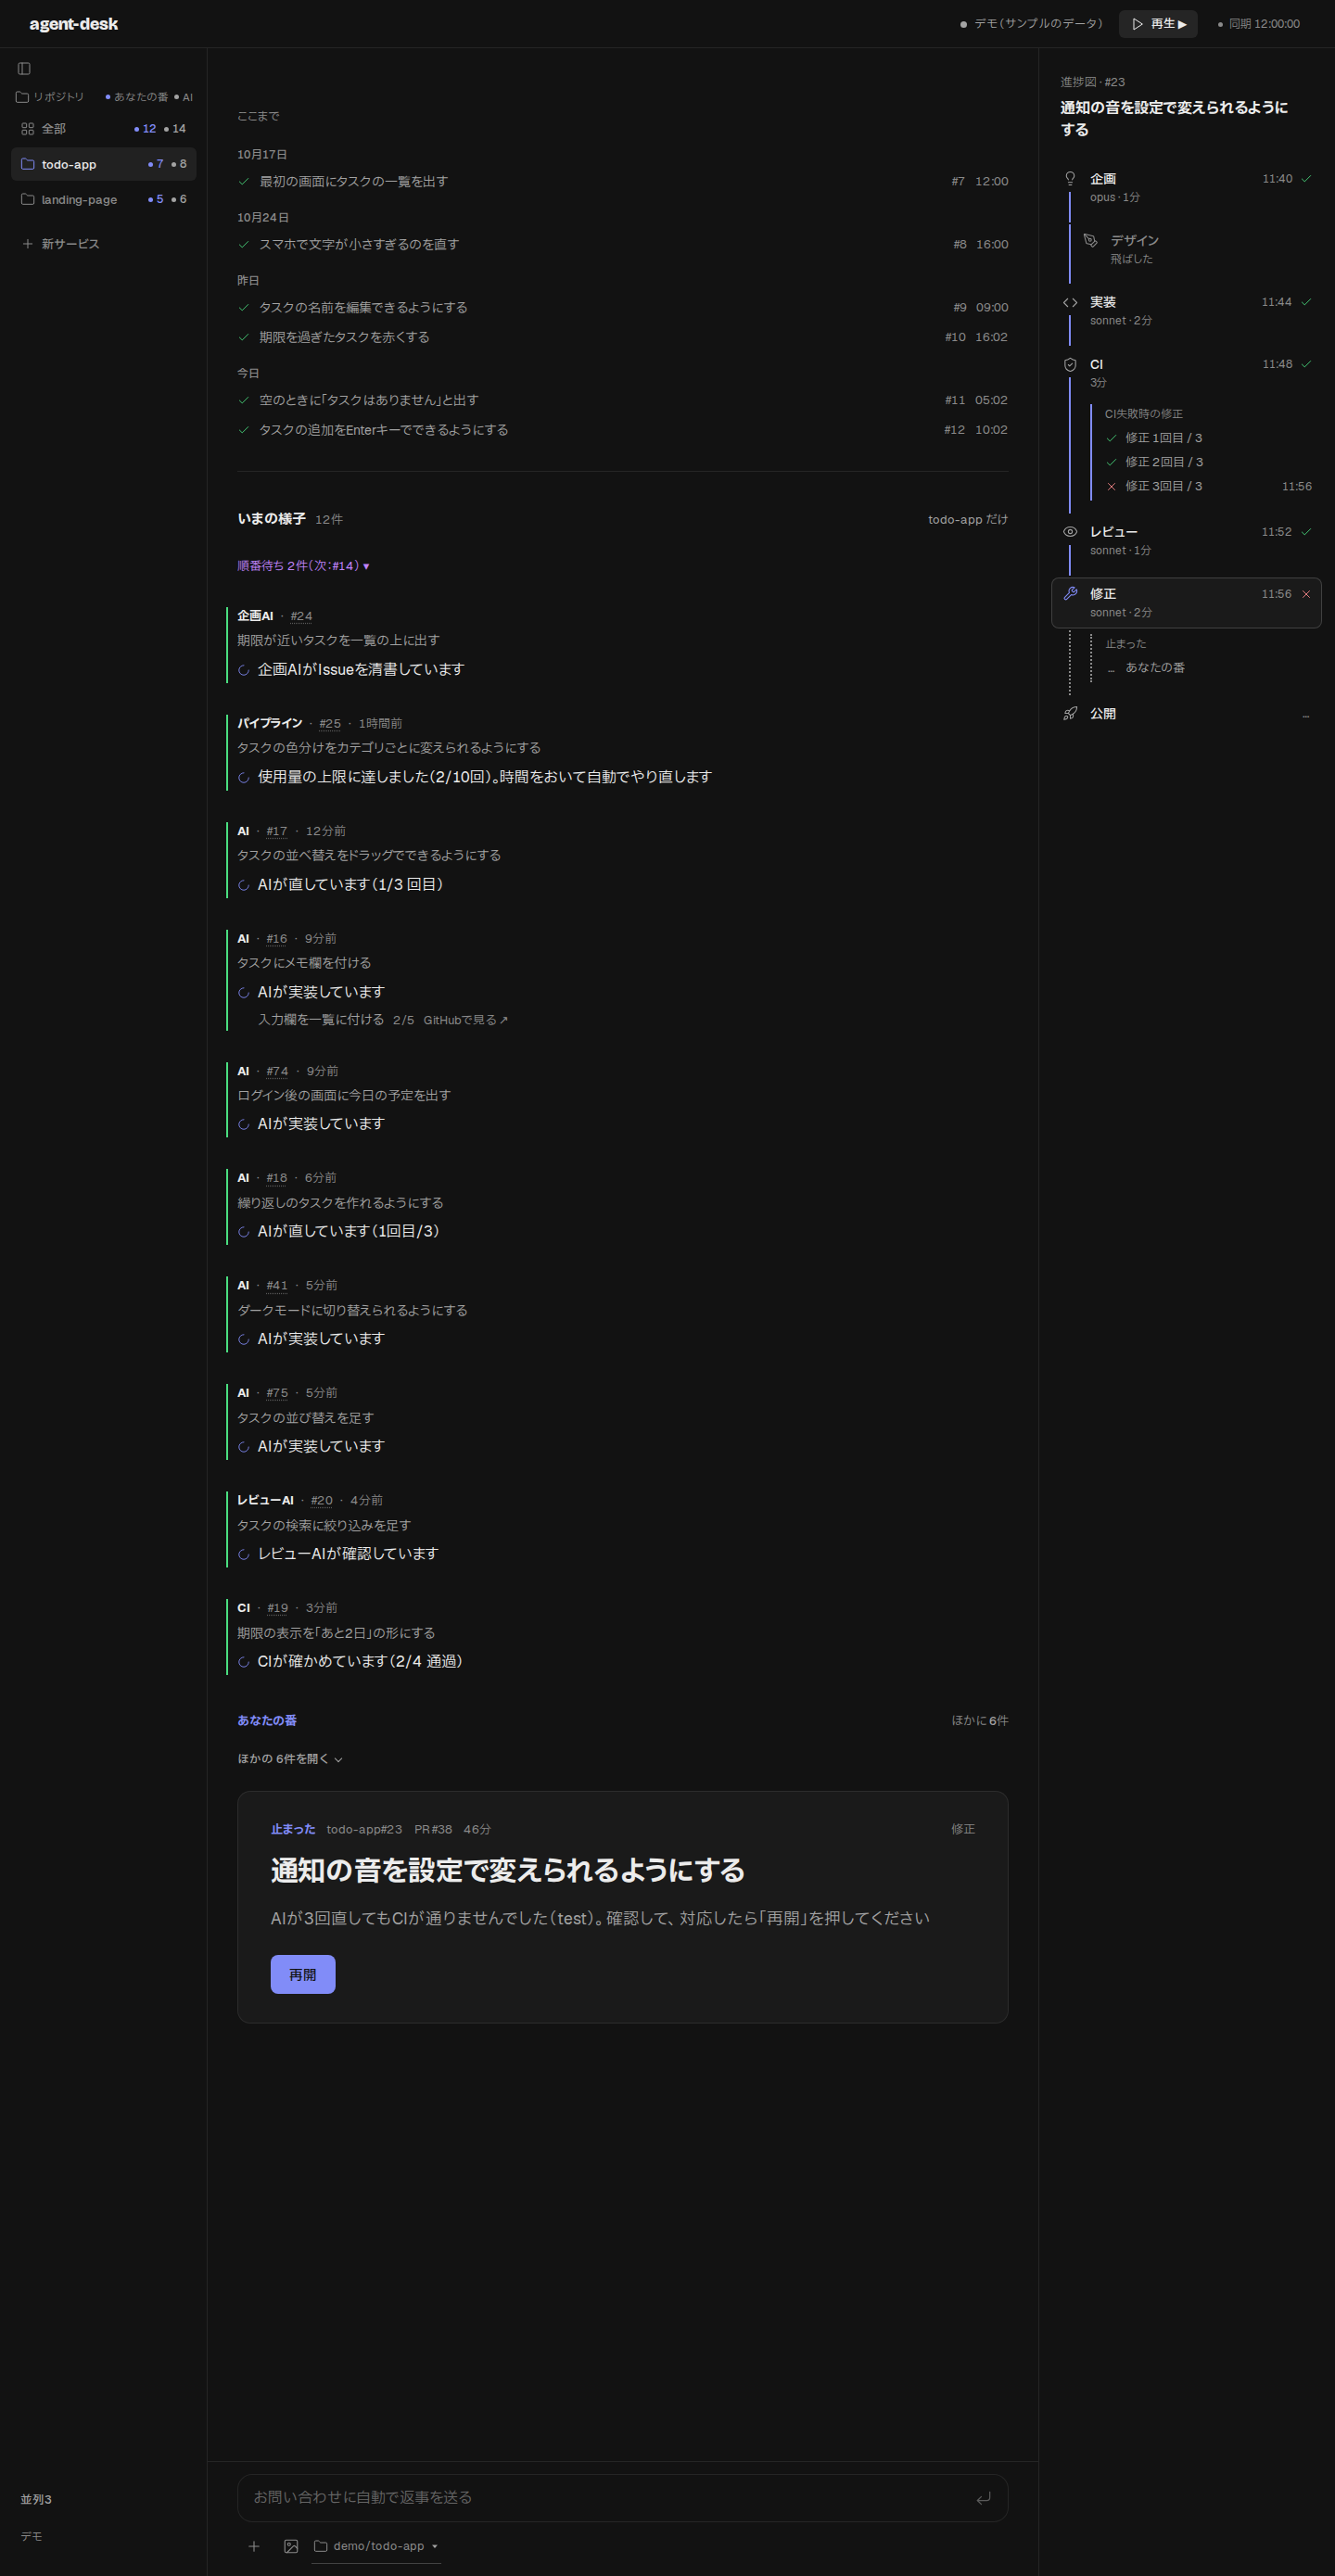 agent-desk
デモ(サンプルのデータ)
再生 ▶
同期 12:00:00
リポジトリ
あなたの番 AI
全部 12 14
todo-app 7 8
landing-page 5 6
新サービス
並列3
デモ
ここまで
10月17日
最初の画面にタスクの一覧を出す #7 12:00
10月24日
スマホで文字が小さすぎるのを直す #8 16:00
昨日
タスクの名前を編集できるようにする #9 09:00
期限を過ぎたタスクを赤くする #10 16:02
今日
空のときに「タスクはありません」と出す #11 05:02
タスクの追加をEnterキーでできるようにする #12 10:02
いまの様子 12件 todo-app だけ
順番待ち 2件(次:#14) ▾
企画AI · #24
期限が近いタスクを一覧の上に出す
企画AIがIssueを清書しています
パイプライン · #25 · 1時間前
タスクの色分けをカテゴリごとに変えられるようにする
使用量の上限に達しました(2/10回)。時間をおいて自動でやり直します
AI · #17 · 12分前
タスクの並べ替えをドラッグでできるようにする
AIが直しています(1/3 回目)
AI · #16 · 9分前
タスクにメモ欄を付ける
AIが実装しています
入力欄を一覧に付ける 2/5 GitHubで見る ↗
AI · #74 · 9分前
ログイン後の画面に今日の予定を出す
AIが実装しています
AI · #18 · 6分前
繰り返しのタスクを作れるようにする
AIが直しています(1回目/3)
AI · #41 · 5分前
ダークモードに切り替えられるようにする
AIが実装しています
AI · #75 · 5分前
タスクの並び替えを足す
AIが実装しています
レビューAI · #20 · 4分前
タスクの検索に絞り込みを足す
レビューAIが確認しています
CI · #19 · 3分前
期限の表示を「あと2日」の形にする
CIが確かめています(2/4 通過)
あなたの番 ほかに 6件
ほかの 6件を開く
止まった todo-app#23 PR#38 46分 修正
通知の音を設定で変えられるようにする
AIが3回直してもCIが通りませんでした(test)。確認して、対応したら「再開」を押してください
再開
お問い合わせに自動で返事を送る
demo/todo-app ▾
進捗図 · #23
通知の音を設定で変えられるように
する
企画 11:40
opus · 1分
デザイン
飛ばした
実装 11:44
sonnet · 2分
CI 11:48
3分
CI失敗時の修正
修正 1回目 / 3
修正 2回目 / 3
修正 3回目 / 3 11:56
レビュー 11:52
sonnet · 1分
修正 11:56
sonnet · 2分
止まった
… あなたの番
公開 …